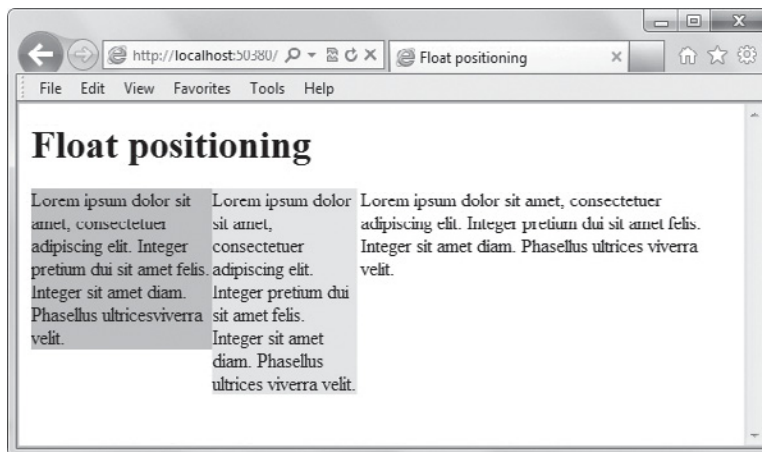 http://localhost:50380/
Float positioning
File Edit View Favorites Tools Help
Float positioning
Lorem ipsum dolor sit
amet, consectetuer
adipiscing elit. Integer
pretium dui sit amet felis.
Integer sit amet diam.
Phasellus ultricesviverra
velit.
Lorem ipsum dolor
sit amet,
consectetuer
adipiscing elit.
Integer pretium dui
sit amet felis.
Integer sit amet
diam. Phasellus
ultrices viverra velit.
Lorem ipsum dolor sit amet, consectetuer
adipiscing elit. Integer pretium dui sit amet felis.
Integer sit amet diam. Phasellus ultrices viverra
velit.